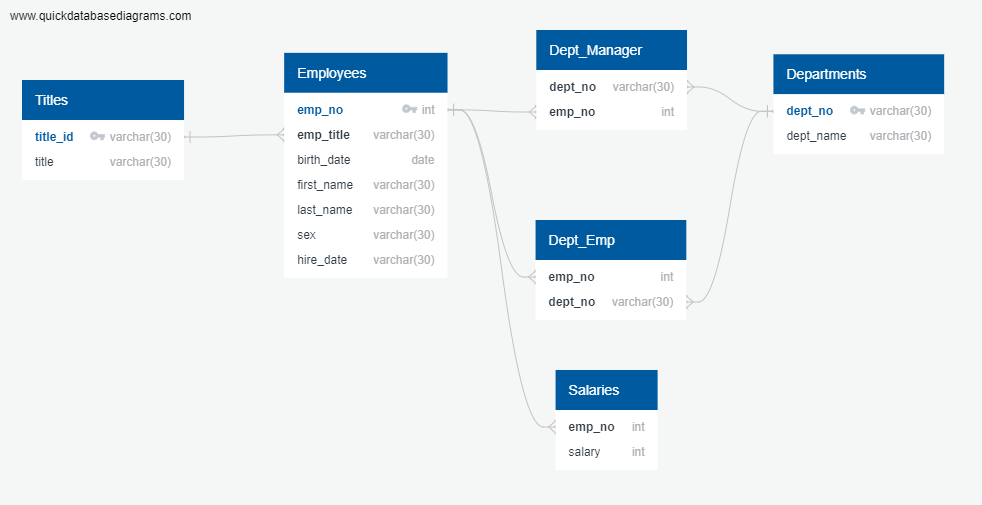 www.quickdatabasediagrams.com
Titles
title_id varchar(30)
title varchar(30)
Employees
emp_no int
emp_title varchar(30)
birth_date date
first_name varchar(30)
last_name varchar(30)
sex varchar(30)
hire_date varchar(30)
Dept_Manager
dept_no varchar(30)
emp_no int
Departments
dept_no varchar(30)
dept_name varchar(30)
Dept_Emp
emp_no int
dept_no varchar(30)
Salaries
emp_no int
salary int